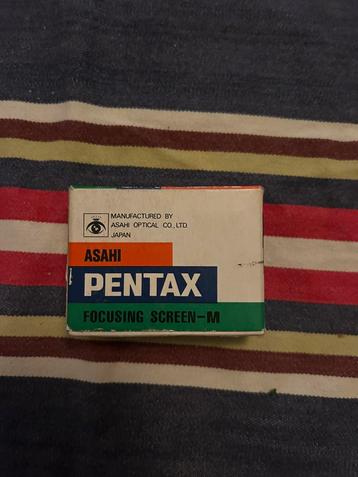 MANUFACTURED BY
ASAHI OPTICAL CO., LTD.
JAPAN
ASAHI
PENTAX
FOCUSING SCREEN-M